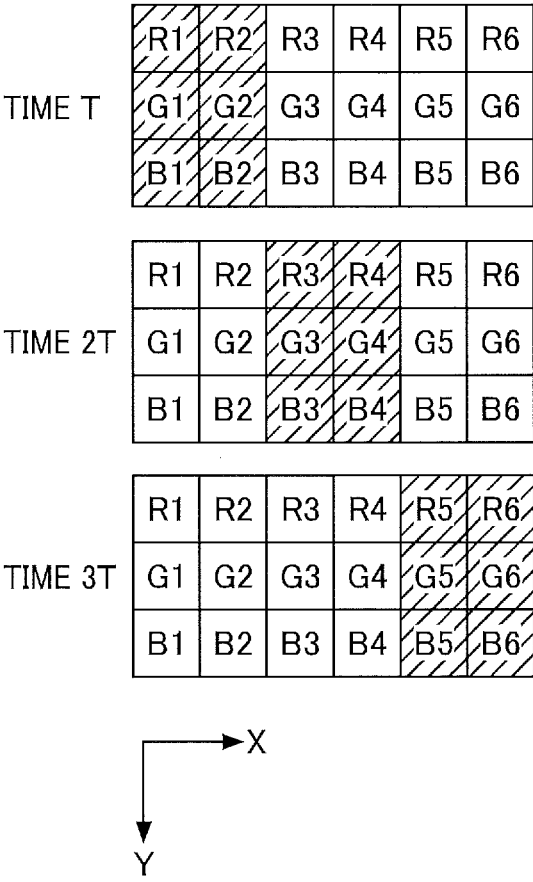 R1 R2 R3 R4 R5 R6
TIME T G1 G2 G3 G4 G5 G6
B1 B2 B3 B4 B5 B6
R1 R2 R3 R4 R5 R6
TIME 2T G1 G2 G3 G4 G5 G6
B1 B2 B3 B4 B5 B6
R1 R2 R3 R4 R5 R6
TIME 3T G1 G2 G3 G4 G5 G6
B1 B2 B3 B4 B5 B6
X
Y